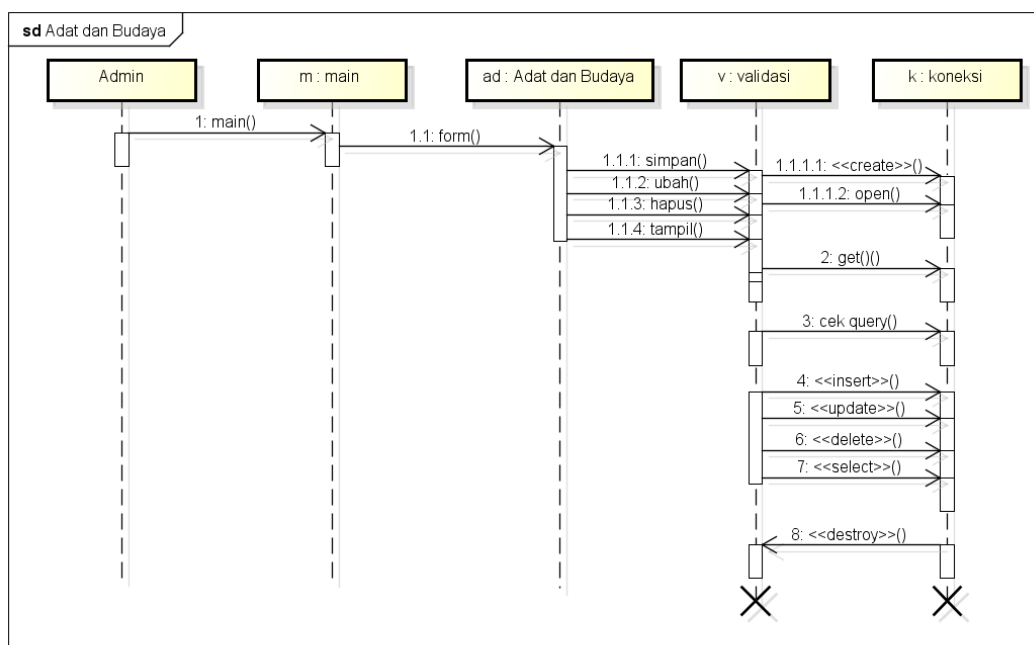 sd Adat dan Budaya
Admin
m : main
ad : Adat dan Budaya
v : validasi
k : koneksi
1: main()
1.1: form()
1.1.1: simpan()
1.1.1.1: <<create>>()
1.1.2: ubah()
1.1.1.2: open()
1.1.3: hapus()
1.1.4: tampil()
2: get()()
3: cek query()
4: <<insert>>()
5: <<update>>()
6: <<delete>>()
7: <<select>>()
8: <<destroy>>()